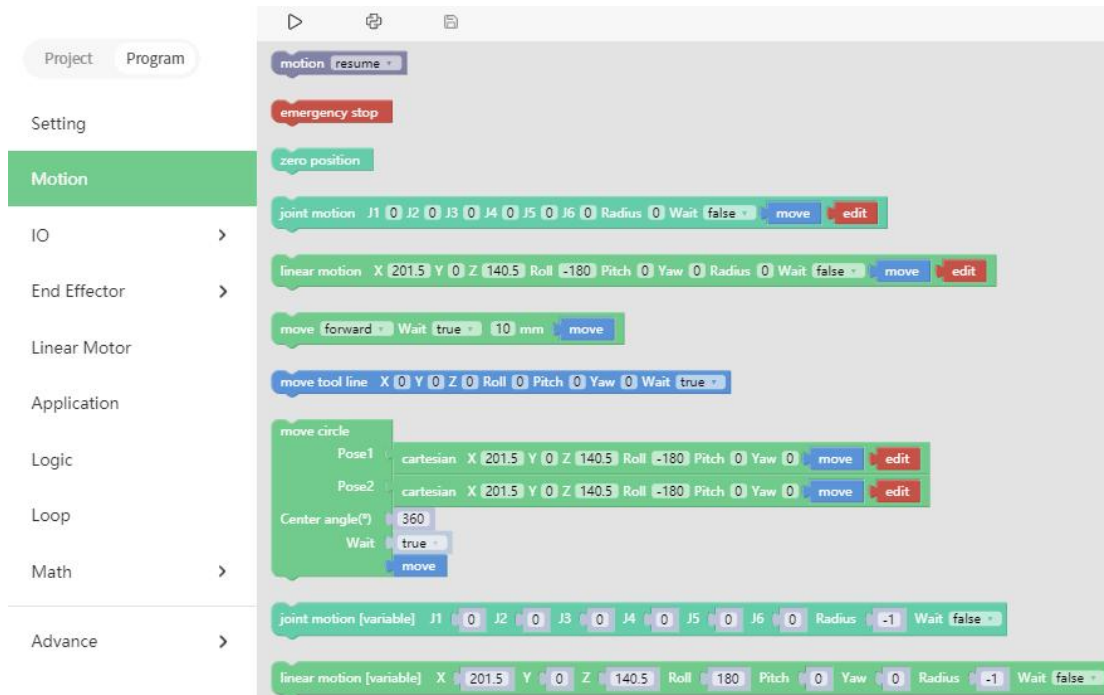 Project Program
Setting
Motion
IO
End Effector
Linear Motor
Application
Logic
Loop
Math
Advance
motion resume
emergency stop
zero position
joint motion J1 0 J2 0 J3 0 J4 0 J5 0 J6 0 Radius 0 Wait false move edit
linear motion X 201.5 Y 0 Z 140.5 Roll -180 Pitch 0 Yaw 0 Radius 0 Wait false move edit
move forward Wait true 10 mm move
move tool line X 0 Y 0 Z 0 Roll 0 Pitch 0 Yaw 0 Wait true
move circle
Pose1 cartesian X 201.5 Y 0 Z 140.5 Roll -180 Pitch 0 Yaw 0 move edit
Pose2 cartesian X 201.5 Y 0 Z 140.5 Roll -180 Pitch 0 Yaw 0 move edit
Center angle(°) 360
Wait true
move
joint motion [variable] J1 0 J2 0 J3 0 J4 0 J5 0 J6 0 Radius -1 Wait false
linear motion [variable] X 201.5 Y 0 Z 140.5 Roll 180 Pitch 0 Yaw 0 Radius -1 Wait false